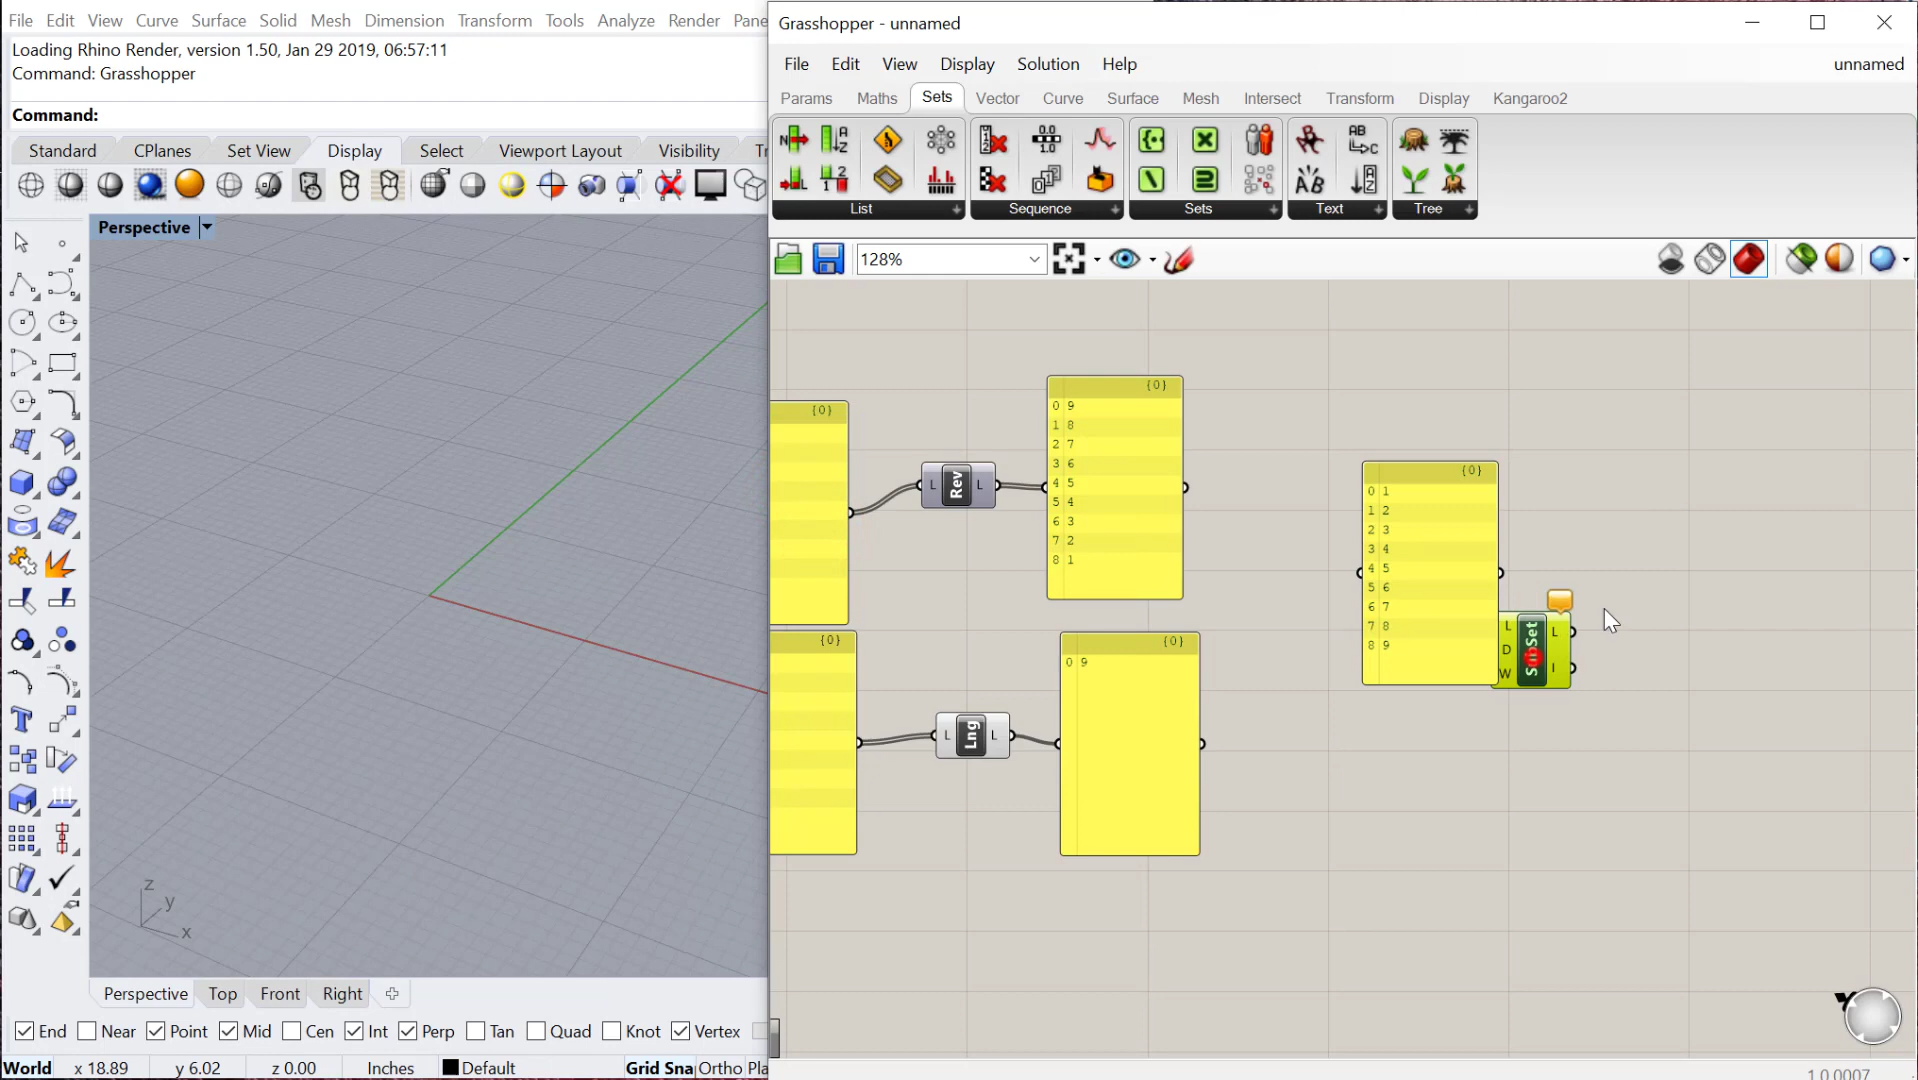 File Edit View Curve Surface Solid Mesh Dimension Transform Tools Analyze Render Pane
Loading Rhino Render, version 1.50, Jan 29 2019, 06:57:11
Command: Grasshopper
Command:
Standard CPlanes Set View Display Select Viewport Layout Visibility Tr
Perspective
z
y
x
Perspective Top Front Right
End Near Point Mid Cen Int Perp Tan Quad Knot Vertex
World x 18.89 y 6.02 z 0.00 Inches Default Grid Sna Ortho Pla
Grasshopper - unnamed
File Edit View Display Solution Help unnamed
Params Maths Sets Vector Curve Surface Mesh Intersect Transform Display Kangaroo2
List Sequence Sets Text Tree
128%
{0}
L Rev L
{0}
0 9
1 8
2 7
3 6
4 5
5 4
6 3
7 2
8 1
{0}
0 1
1 2
2 3
3 4
4 5
5 6
6 7
7 8
8 9
L
D
W
L
I
{0}
L Lng L
{0}
0 9
1.0.0007